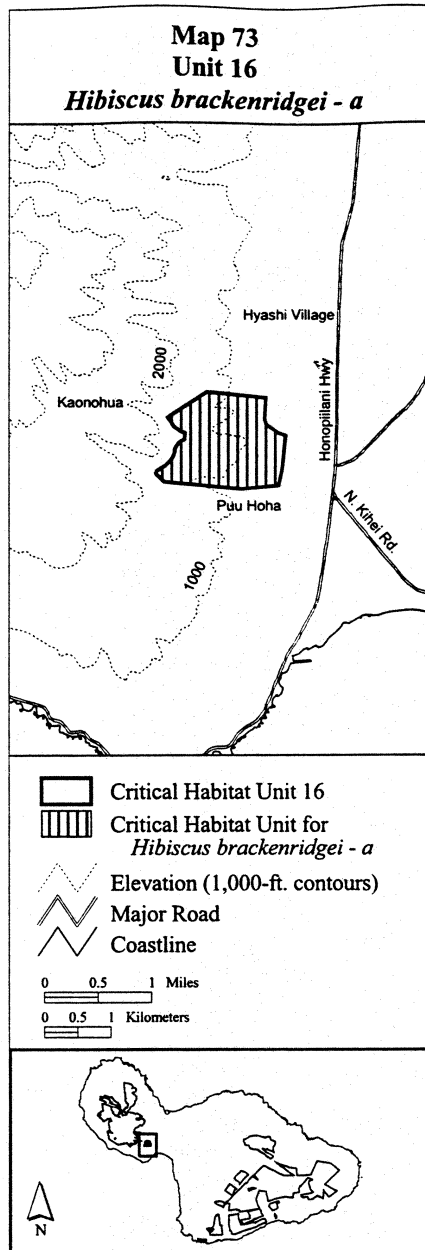 Map 73
Unit 16
Hibiscus brackenridgei - a
Hyashi Village
2000
Honopiilani Hwy
Kaonohua
Puu Hoha
N. Kihei Rd.
1000
Critical Habitat Unit 16
Critical Habitat Unit for
Hibiscus brackenridgei - a
Elevation (1,000-ft. contours)
Major Road
Coastline
0 0.5 1 Miles
0 0.5 1 Kilometers
N